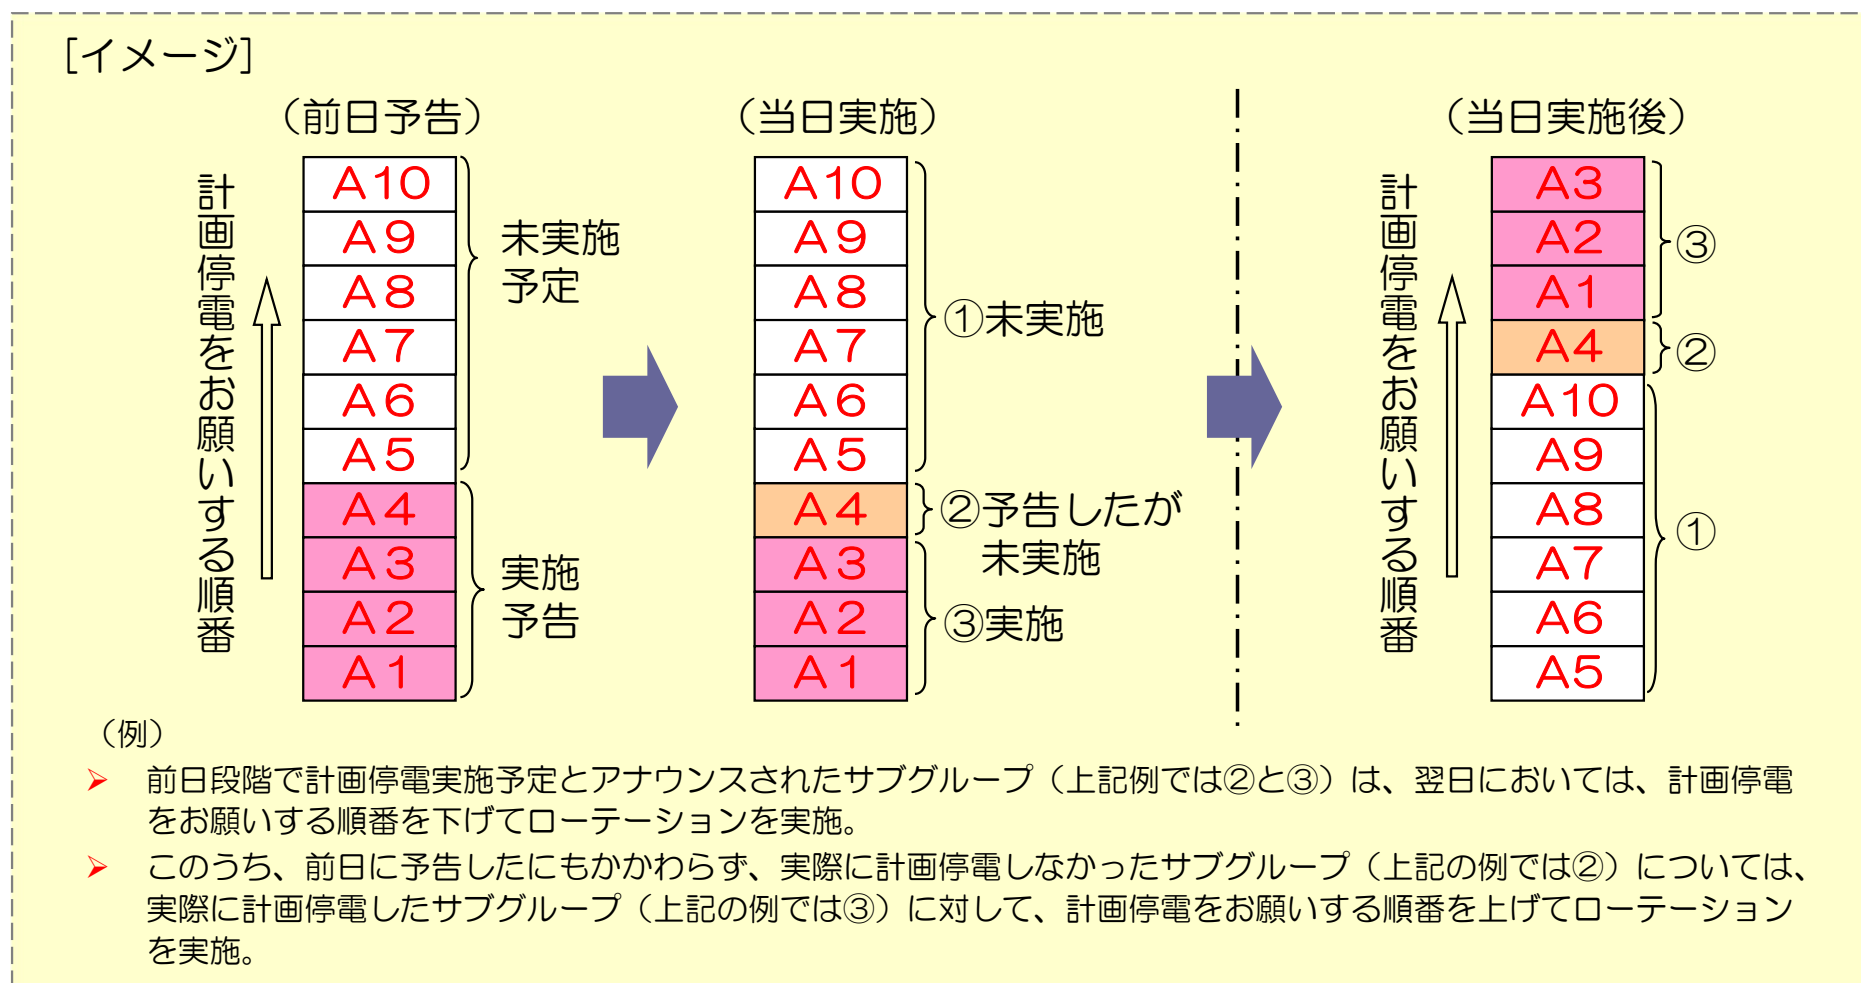 [イメージ]
（前日予告）
計画停電をお願いする順番
A10
A9
A8
A7
A6
A5
A4
A3
A2
A1
未実施
予定
実施
予告
（当日実施）
A10
A9
A8
A7
A6
A5
A4
A3
A2
A1
①未実施
②予告したが
未実施
③実施
（当日実施後）
計画停電をお願いする順番
A3
A2
A1
A4
A10
A9
A8
A7
A6
A5
③
②
①
（例）
➢ 前日段階で計画停電実施予定とアナウンスされたサブグループ（上記例では②と③）は、翌日においては、計画停電
をお願いする順番を下げてローテーションを実施。
➢ このうち、前日に予告したにもかかわらず、実際に計画停電しなかったサブグループ（上記の例では②）については、
実際に計画停電したサブグループ（上記の例では③）に対して、計画停電をお願いする順番を上げてローテーション
を実施。